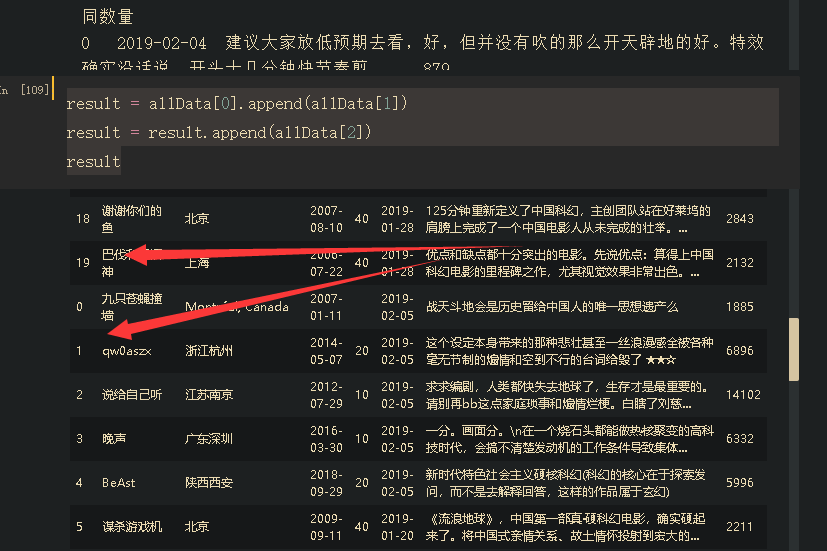 同数量
0 2019-02-04 建议大家放低预期去看，好，但并没有吹的那么开天辟地的好。特效
确实没话说，开头十几分钟快节奏剪 879
In [109]
result = allData[0].append(allData[1])
result = result.append(allData[2])
result
18 谢谢你们的鱼 北京 2007-08-10 40 2019-01-28 125分钟重新定义了中国科幻，主创团队站在好莱坞的
肩膀上完成了一个中国电影人从未完成的壮举。... 2843
19 巴伐 神 上海 07-22 40 2019-01-28 优点和缺点都十分突出的电影。先说优点：算得上中国
科幻电影的里程碑之作，尤其视觉效果非常出色。... 2132
0 九只苍蝇撞墙 Canada 2007-01-11 2019-02-05 战天斗地会是历史留给中国人的唯一思想遗产么 1885
1 qw0aszx 浙江杭州 2014-05-07 20 2019-02-05 这个设定本身带来的那种悲壮甚至一丝浪漫感全被各种
毫无节制的煽情和空到不行的台词给毁了 ★★☆ 6896
2 说给自己听 江苏南京 2012-07-29 10 2019-02-05 求求编剧，人类都快失去地球了，生存才是最重要的。
请别再bb这点家庭琐事和煽情烂梗。白瞎了刘慈... 14102
3 晚声 广东深圳 2016-03-30 10 2019-02-05 一分。画面分。\n在一个烧石头都能做热核聚变的高科
技时代，会搞不清楚发动机的工作条件导致集体... 6332
4 BeAst 陕西西安 2018-09-29 20 2019-02-05 新时代特色社会主义硬核科幻(科幻的核心在于探索发
问，而不是去解释回答，这样的作品属于玄幻) 5996
5 谋杀游戏机 北京 2009-09-11 40 2019-01-20 《流浪地球》，中国第一部真·硬科幻电影，确实硬起
来了。将中国式亲情关系、故土情怀投射到宏大的... 2211